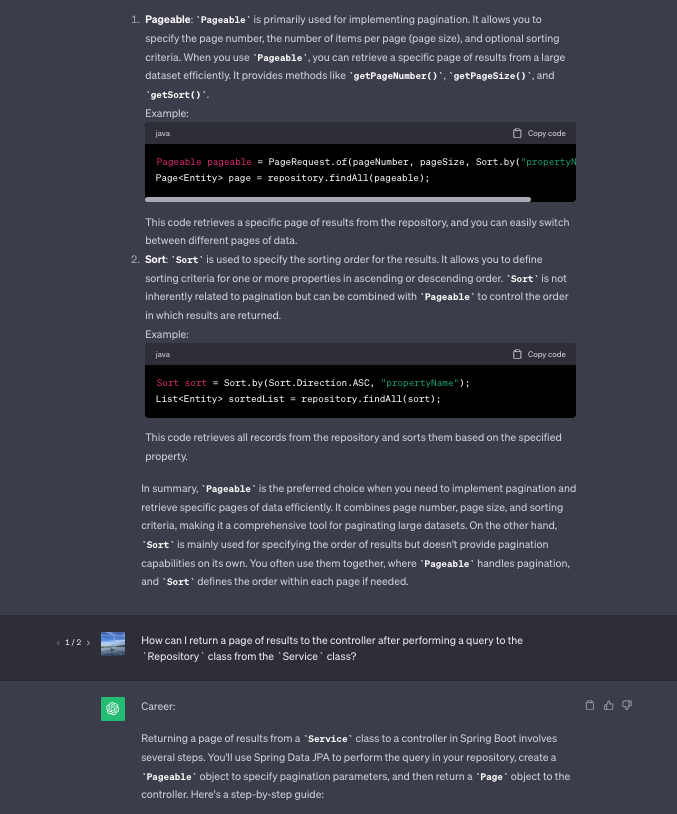 1. Pageable: `Pageable` is primarily used for implementing pagination. It allows you to
specify the page number, the number of items per page (page size), and optional sorting
criteria. When you use `Pageable`, you can retrieve a specific page of results from a large
dataset efficiently. It provides methods like `getPageNumber()`, `getPageSize()`, and
`getSort()`.
Example:
java Copy code
Pageable pageable = PageRequest.of(pageNumber, pageSize, Sort.by("propertyN
Page<Entity> page = repository.findAll(pageable);
This code retrieves a specific page of results from the repository, and you can easily switch
between different pages of data.
2. Sort: `Sort` is used to specify the sorting order for the results. It allows you to define
sorting criteria for one or more properties in ascending or descending order. `Sort` is not
inherently related to pagination but can be combined with `Pageable` to control the order
in which results are returned.
Example:
java Copy code
Sort sort = Sort.by(Sort.Direction.ASC, "propertyName");
List<Entity> sortedList = repository.findAll(sort);
This code retrieves all records from the repository and sorts them based on the specified
property.
In summary, `Pageable` is the preferred choice when you need to implement pagination and
retrieve specific pages of data efficiently. It combines page number, page size, and sorting
criteria, making it a comprehensive tool for paginating large datasets. On the other hand,
`Sort` is mainly used for specifying the order of results but doesn't provide pagination
capabilities on its own. You often use them together, where `Pageable` handles pagination,
and `Sort` defines the order within each page if needed.
< 1 / 2 > How can I return a page of results to the controller after performing a query to the
`Repository` class from the `Service` class?
Career:
Returning a page of results from a `Service` class to a controller in Spring Boot involves
several steps. You'll use Spring Data JPA to perform the query in your repository, create a
`Pageable` object to specify pagination parameters, and then return a `Page` object to the
controller. Here's a step-by-step guide: